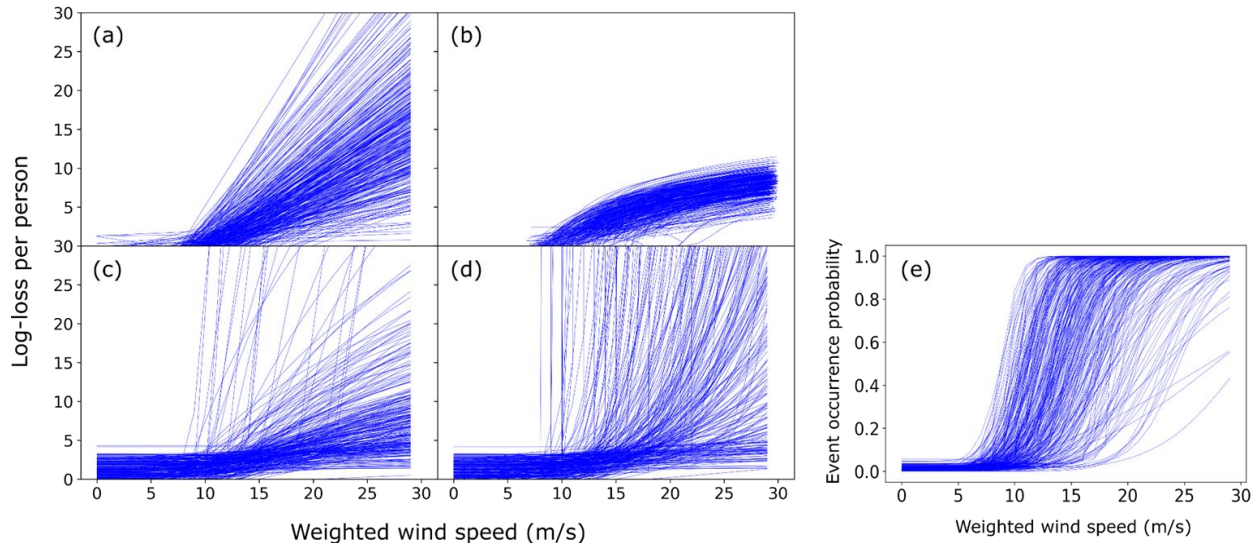 30
25
20
15
10
5
(a)
(b)
30
25
20
15
10
5
0
(c)
(d)
0 5 10 15 20 25 30
0 5 10 15 20 25 30
Log-loss per person
Weighted wind speed (m/s)
(e)
1.0
0.8
0.6
0.4
0.2
0.0
0 5 10 15 20 25 30
Event occurrence probability
Weighted wind speed (m/s)